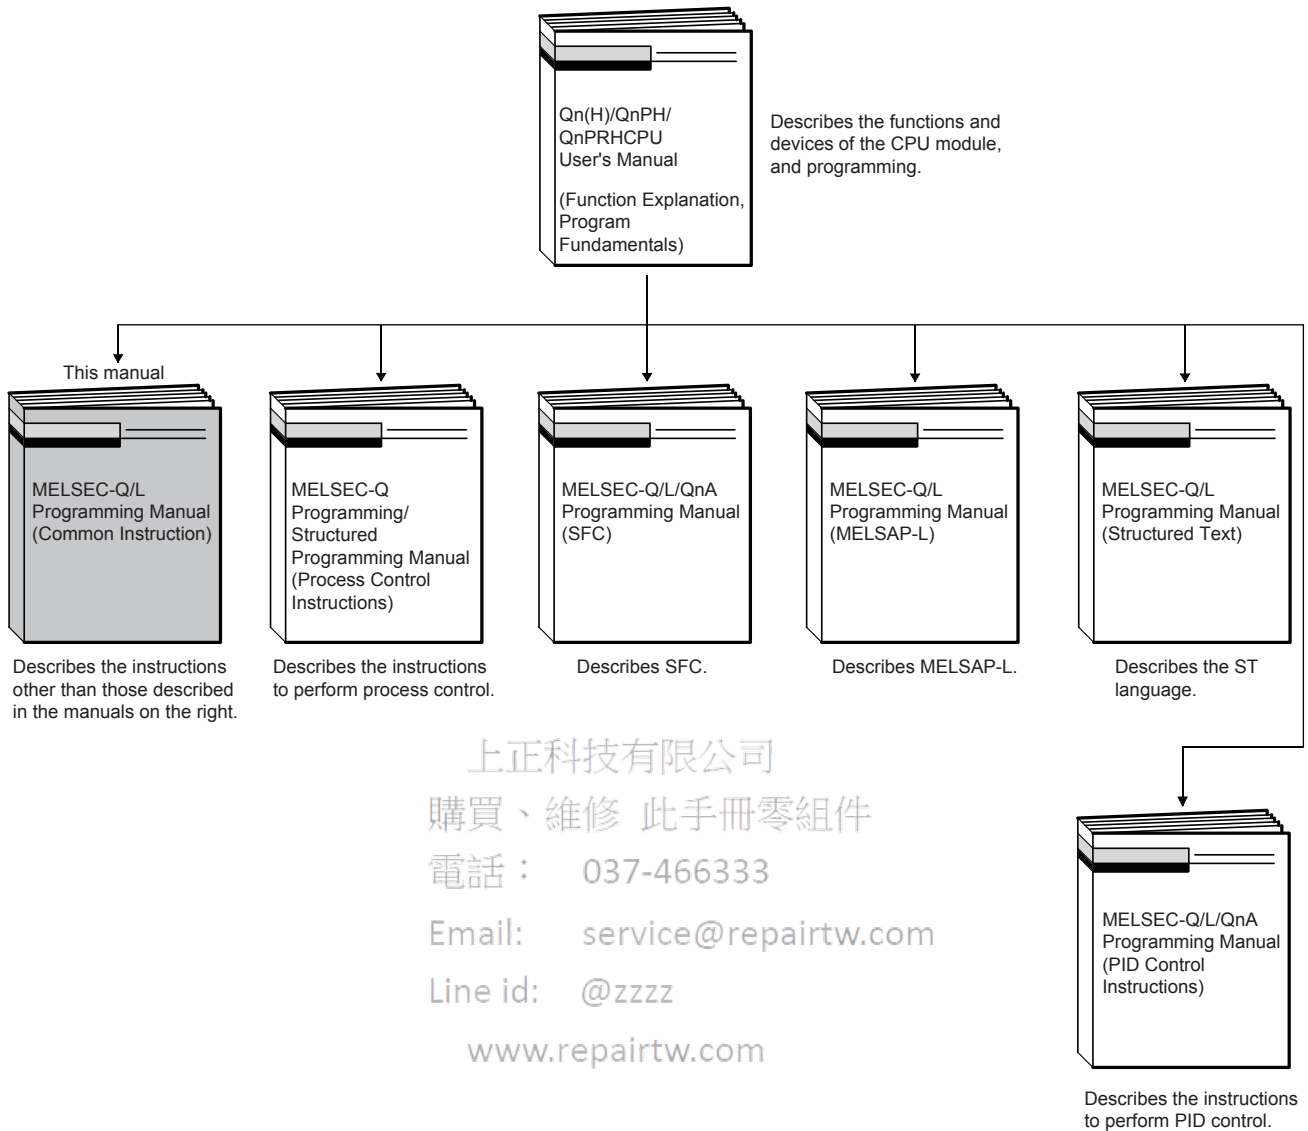 Qn(H)/QnPH/
QnPRHCPU
User's Manual
(Function Explanation,
Program
Fundamentals)
Describes the functions and
devices of the CPU module,
and programming.
This manual
MELSEC-Q/L
Programming Manual
(Common Instruction)
Describes the instructions
other than those described
in the manuals on the right.
MELSEC-Q
Programming/
Structured
Programming Manual
(Process Control
Instructions)
Describes the instructions
to perform process control.
MELSEC-Q/L/QnA
Programming Manual
(SFC)
Describes SFC.
MELSEC-Q/L
Programming Manual
(MELSAP-L)
Describes MELSAP-L.
MELSEC-Q/L
Programming Manual
(Structured Text)
Describes the ST
language.
上正科技有限公司
購買、維修 此手冊零組件
電話: 037-466333
Email: service@repairtw.com
Line id: @zzzz
www.repairtw.com
MELSEC-Q/L/QnA
Programming Manual
(PID Control
Instructions)
Describes the instructions
to perform PID control.